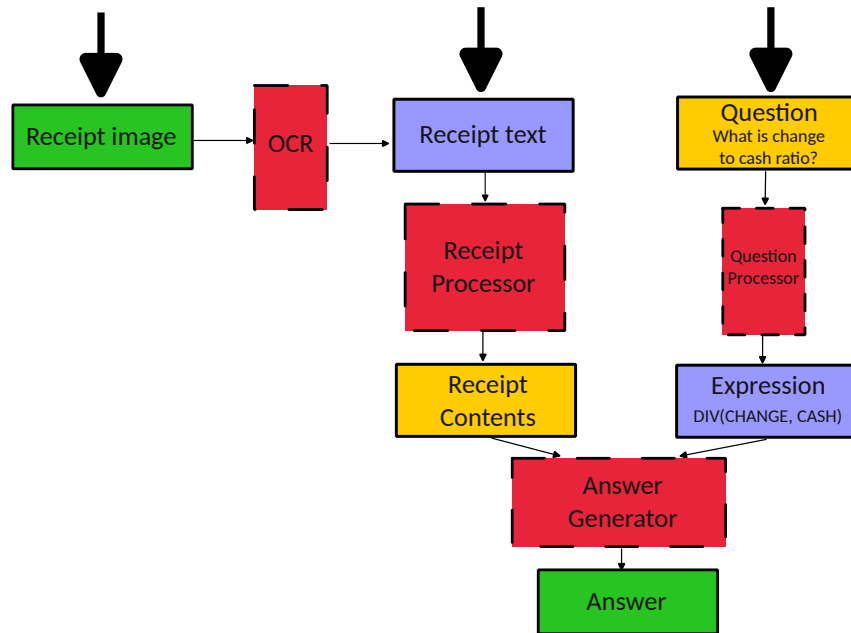 Receipt image
OCR
Receipt text
Question
What is change
to cash ratio?
Receipt
Processor
Question
Processor
Receipt
Contents
Expression
DIV(CHANGE, CASH)
Answer
Generator
Answer